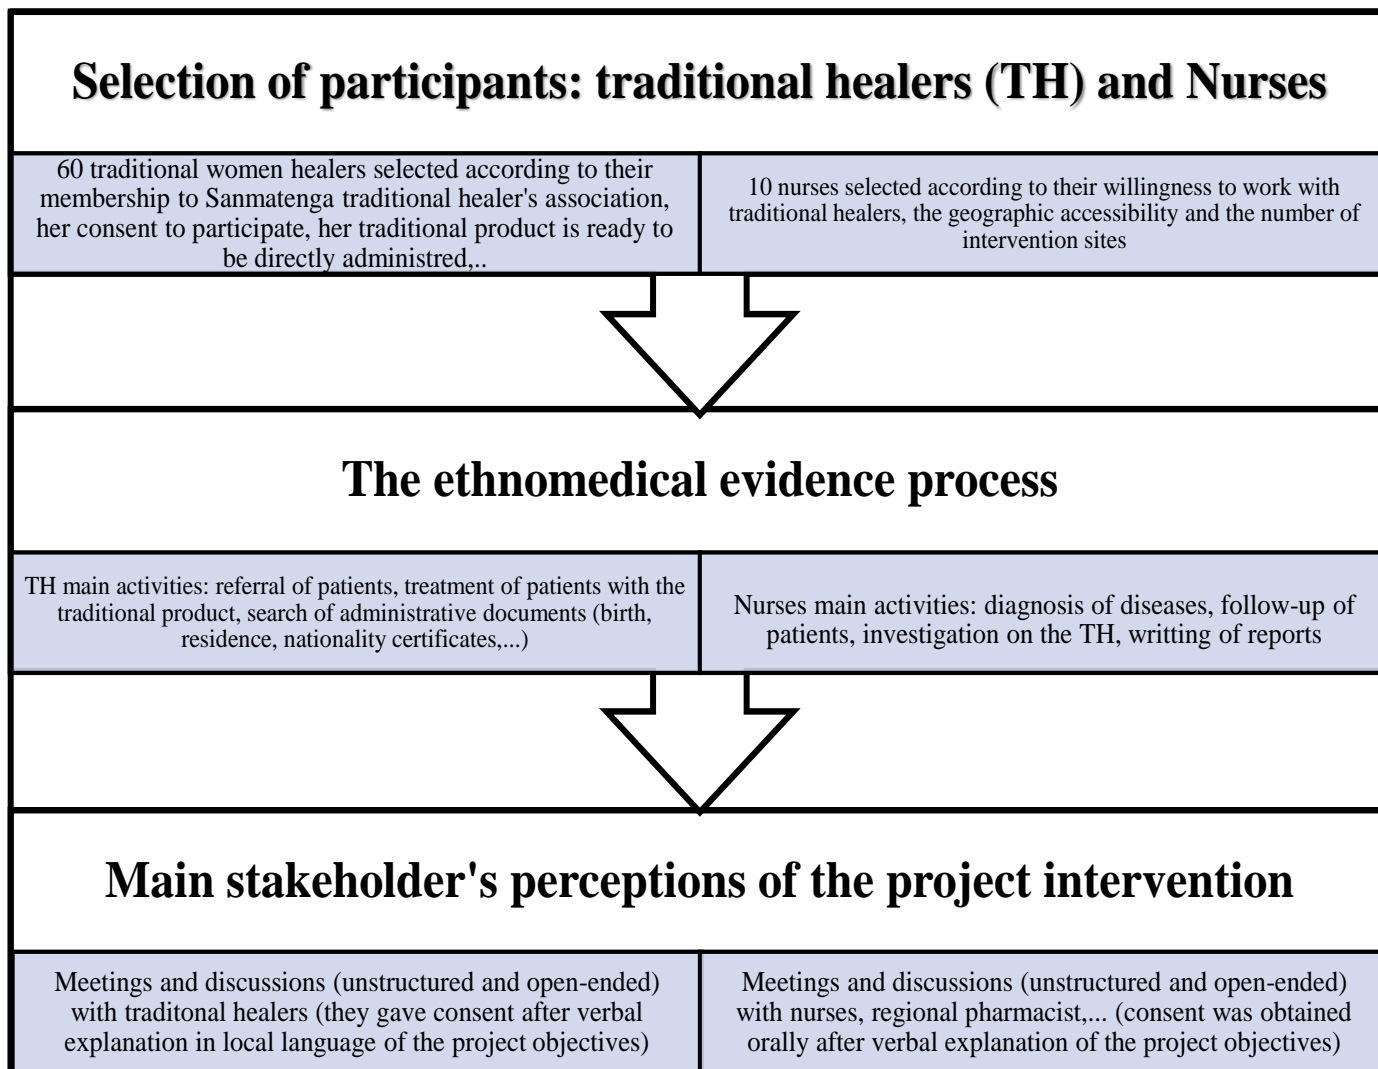 Selection of participants: traditional healers (TH) and Nurses
60 traditional women healers selected according to their
membership to Sanmatenga traditional healer's association,
her consent to participate, her traditional product is ready to
be directly administred,..
10 nurses selected according to their willingness to work with
traditional healers, the geographic accessibility and the number of
intervention sites
The ethnomedical evidence process
TH main activities: referral of patients, treatment of patients with the
traditional product, search of administrative documents (birth,
residence, nationality certificates,...)
Nurses main activities: diagnosis of diseases, follow-up of
patients, investigation on the TH, writting of reports
Main stakeholder's perceptions of the project intervention
Meetings and discussions (unstructured and open-ended)
with traditonal healers (they gave consent after verbal
explanation in local language of the project objectives)
Meetings and discussions (unstructured and open-ended)
with nurses, regional pharmacist,... (consent was obtained
orally after verbal explanation of the project objectives)